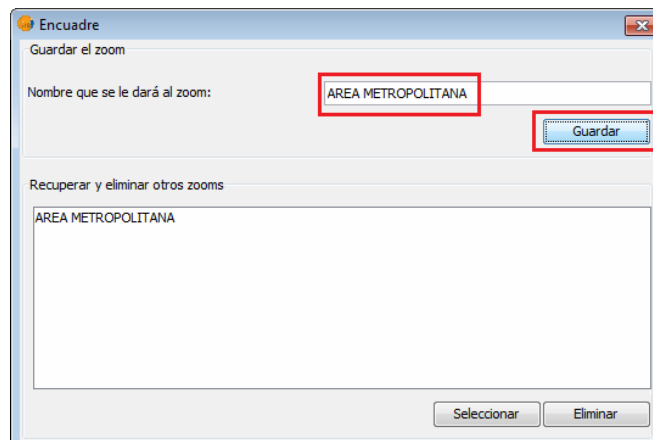 Encuadre
Guardar el zoom
Nombre que se le dará al zoom: AREA METROPOLITANA
Guardar
Recuperar y eliminar otros zooms
AREA METROPOLITANA
Seleccionar Eliminar